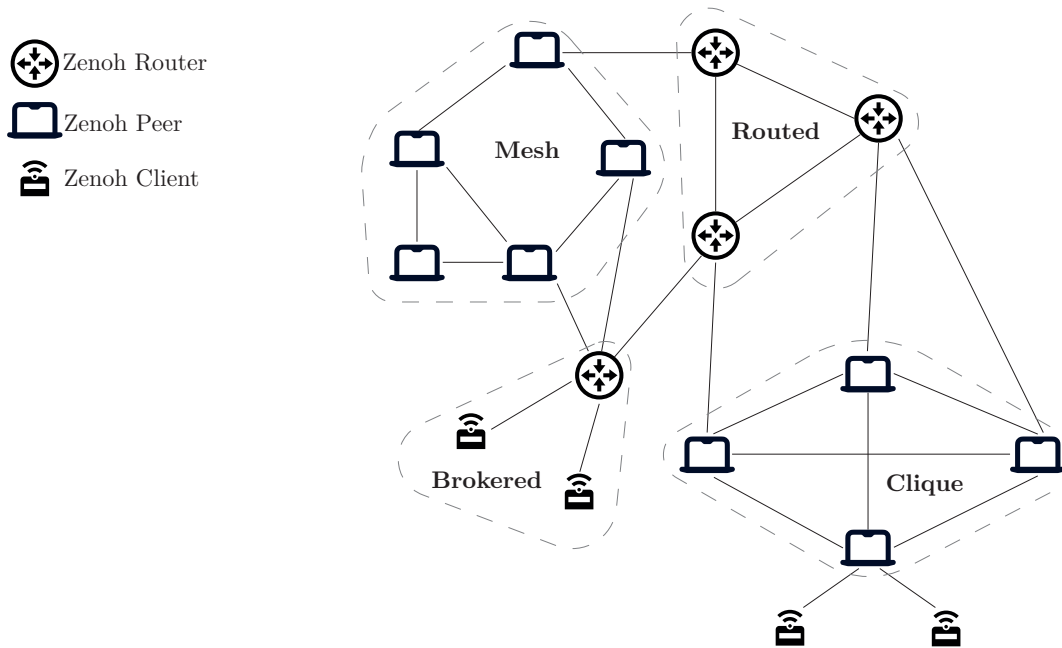 Zenoh Router
Zenoh Peer
Zenoh Client
Mesh
Routed
Brokered
Clique